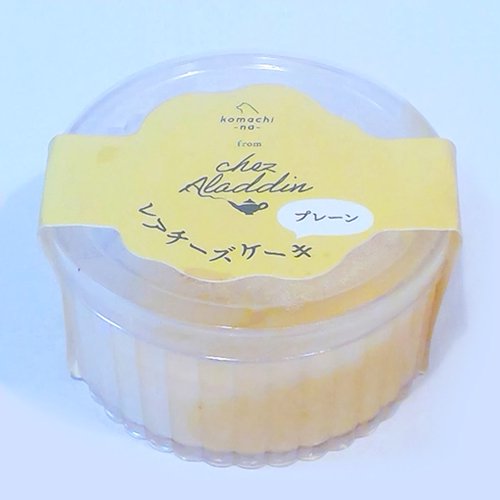 komachi
-na-
from
chez
Aladdin
プレーン
レアチーズケーキ